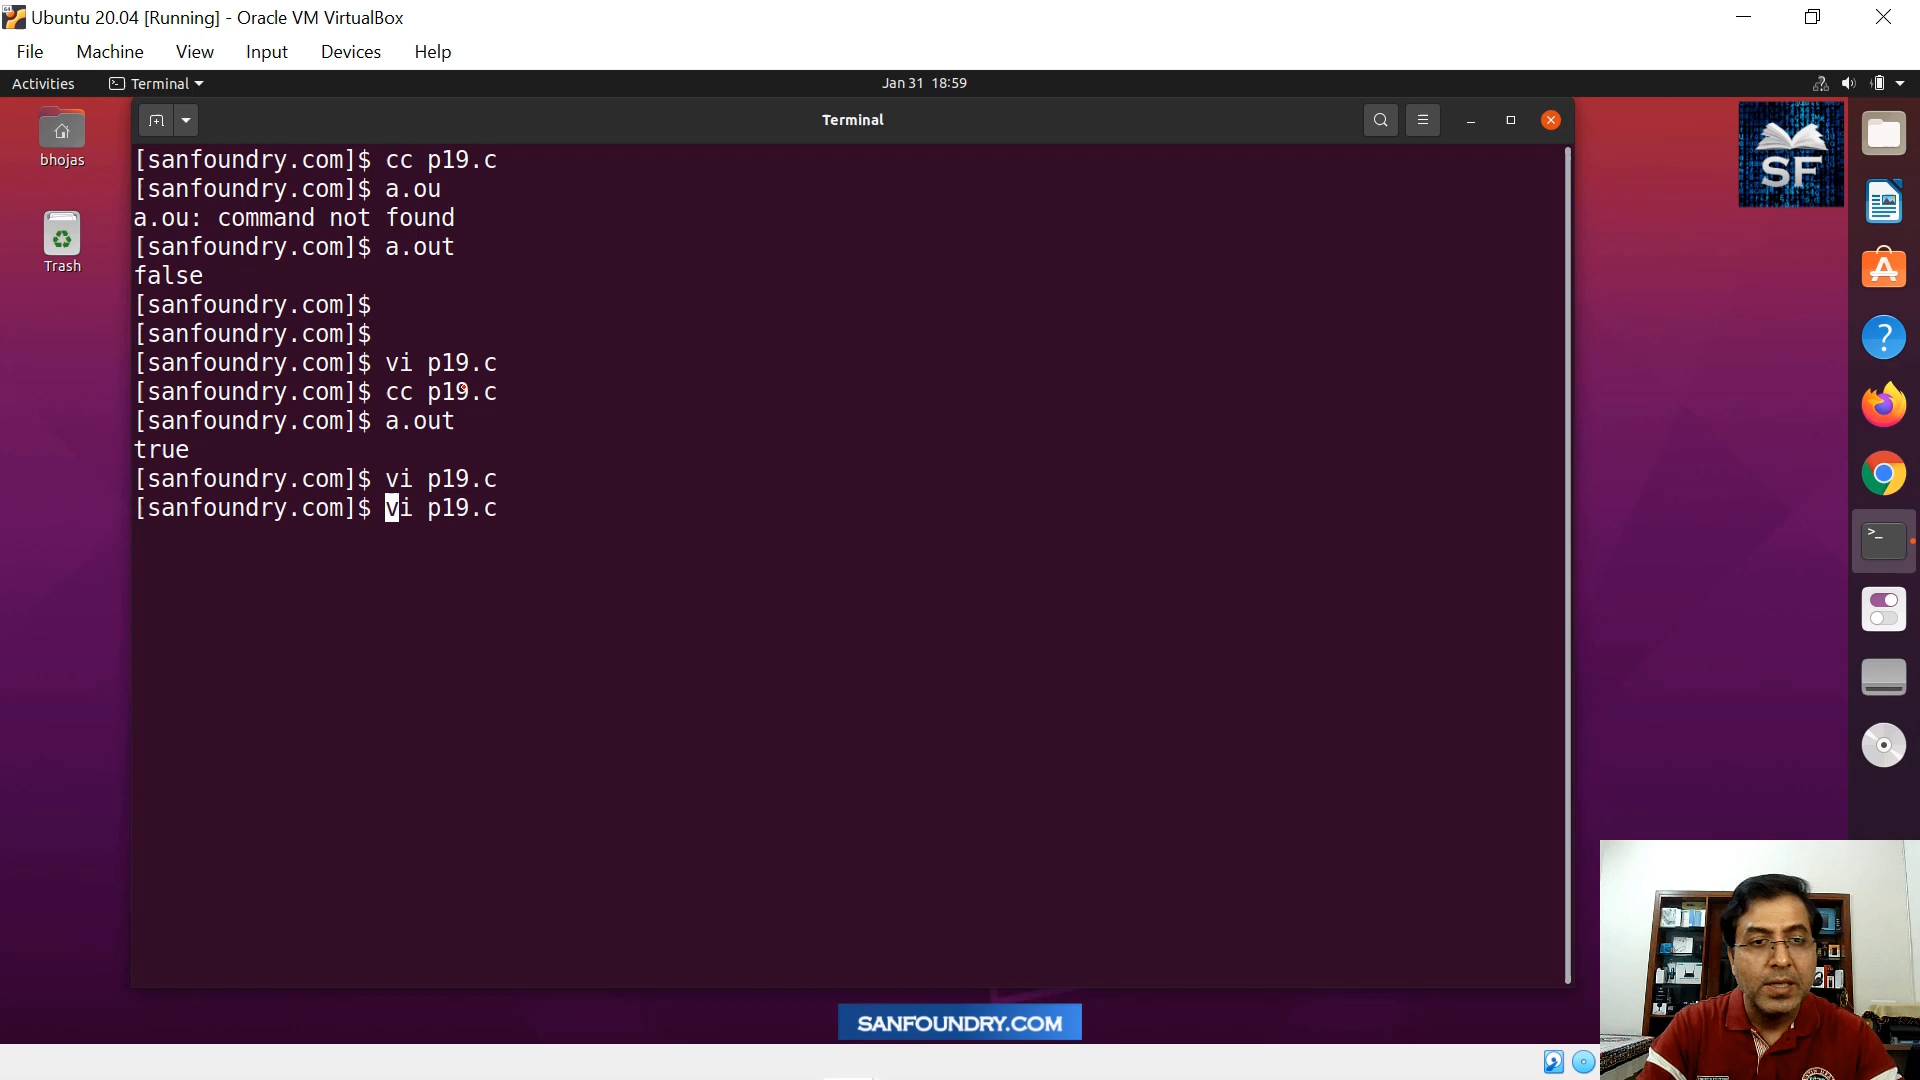 Ubuntu 20.04 [Running] - Oracle VM VirtualBox
File Machine View Input Devices Help
Activities Terminal Jan 31 18:59
Terminal
bhojas
Trash
SF
[sanfoundry.com]$ cc p19.c
[sanfoundry.com]$ a.ou
a.ou: command not found
[sanfoundry.com]$ a.out
false
[sanfoundry.com]$
[sanfoundry.com]$
[sanfoundry.com]$ vi p19.c
[sanfoundry.com]$ cc p19.c
[sanfoundry.com]$ a.out
true
[sanfoundry.com]$ vi p19.c
[sanfoundry.com]$ vi p19.c
SANFOUNDRY.COM